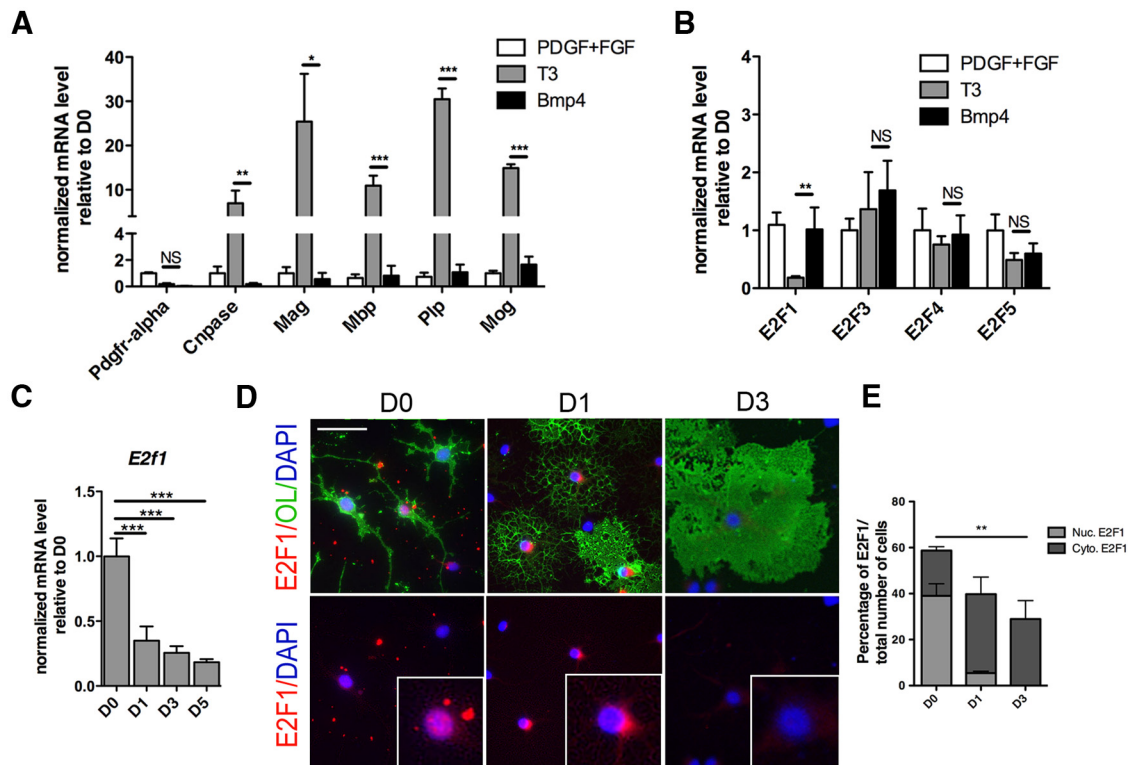 A
normalized mRNA level
relative to D0
40
30
20
10
4
2
0
PDGF+FGF
T3
Bmp4
NS
**
*
***
***
***
Pdgfr-alpha
Cnpase
Mag
Mbp
Plp
Mog
B
normalized mRNA level
relative to D0
4
3
2
1
0
PDGF+FGF
T3
Bmp4
**
NS
NS
NS
E2F1
E2F3
E2F4
E2F5
C
E2f1
normalized mRNA level
relative to D0
1.5
1.0
0.5
0.0
***
***
***
D0
D1
D3
D5
D
D0
D1
D3
E2F1/OL/DAPI
E2F1/DAPI
E
Percentage of E2F1/
total number of cells
80
60
40
20
0
**
Nuc. E2F1
Cyto. E2F1
D0
D1
D3